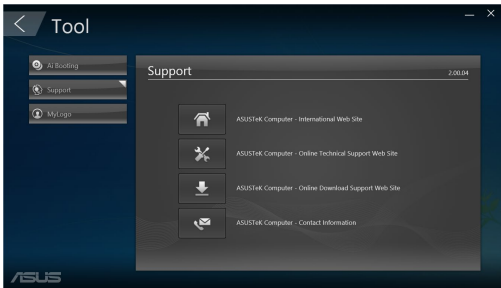 Tool
Ai Booting
Support
MyLogo
Support
2.00.04
ASUSTeK Computer - International Web Site
ASUSTeK Computer - Online Technical Support Web Site
ASUSTeK Computer - Online Download Support Web Site
ASUSTeK Computer - Contact Information
ASUS